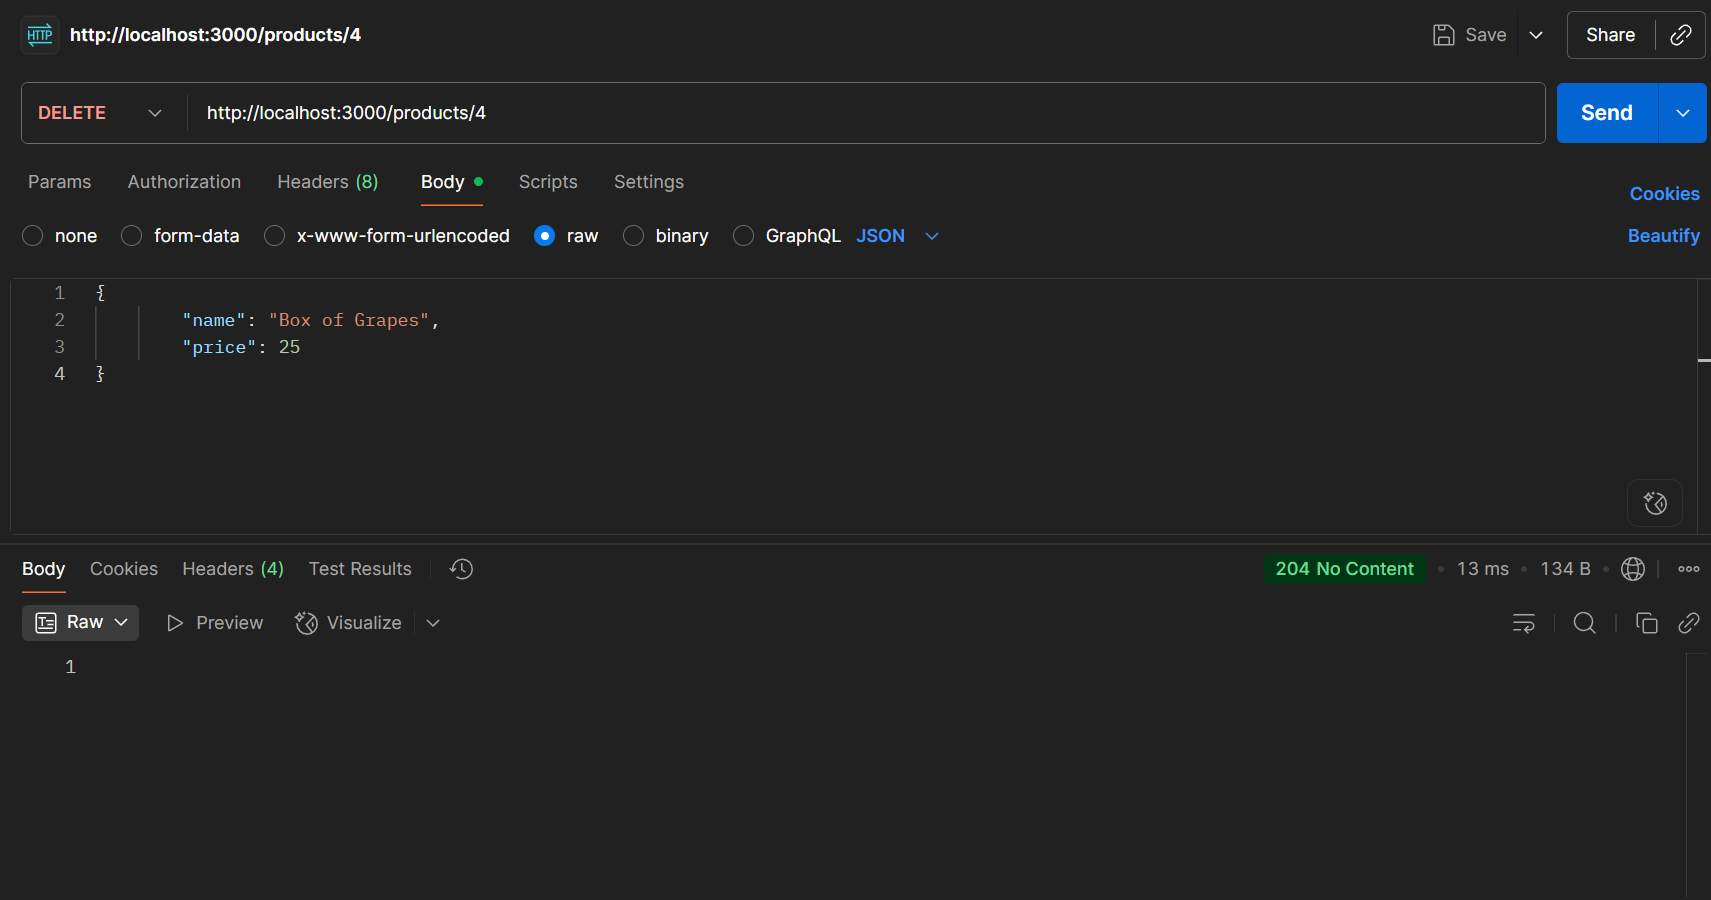 HTTP http://localhost:3000/products/4 Save Share
DELETE http://localhost:3000/products/4 Send
Params Authorization Headers (8) Body Scripts Settings Cookies
none form-data x-www-form-urlencoded raw binary GraphQL JSON Beautify
1 {
2 "name": "Box of Grapes",
3 "price": 25
4 }
Body Cookies Headers (4) Test Results 204 No Content • 13 ms • 134 B •
Raw Preview Visualize
1